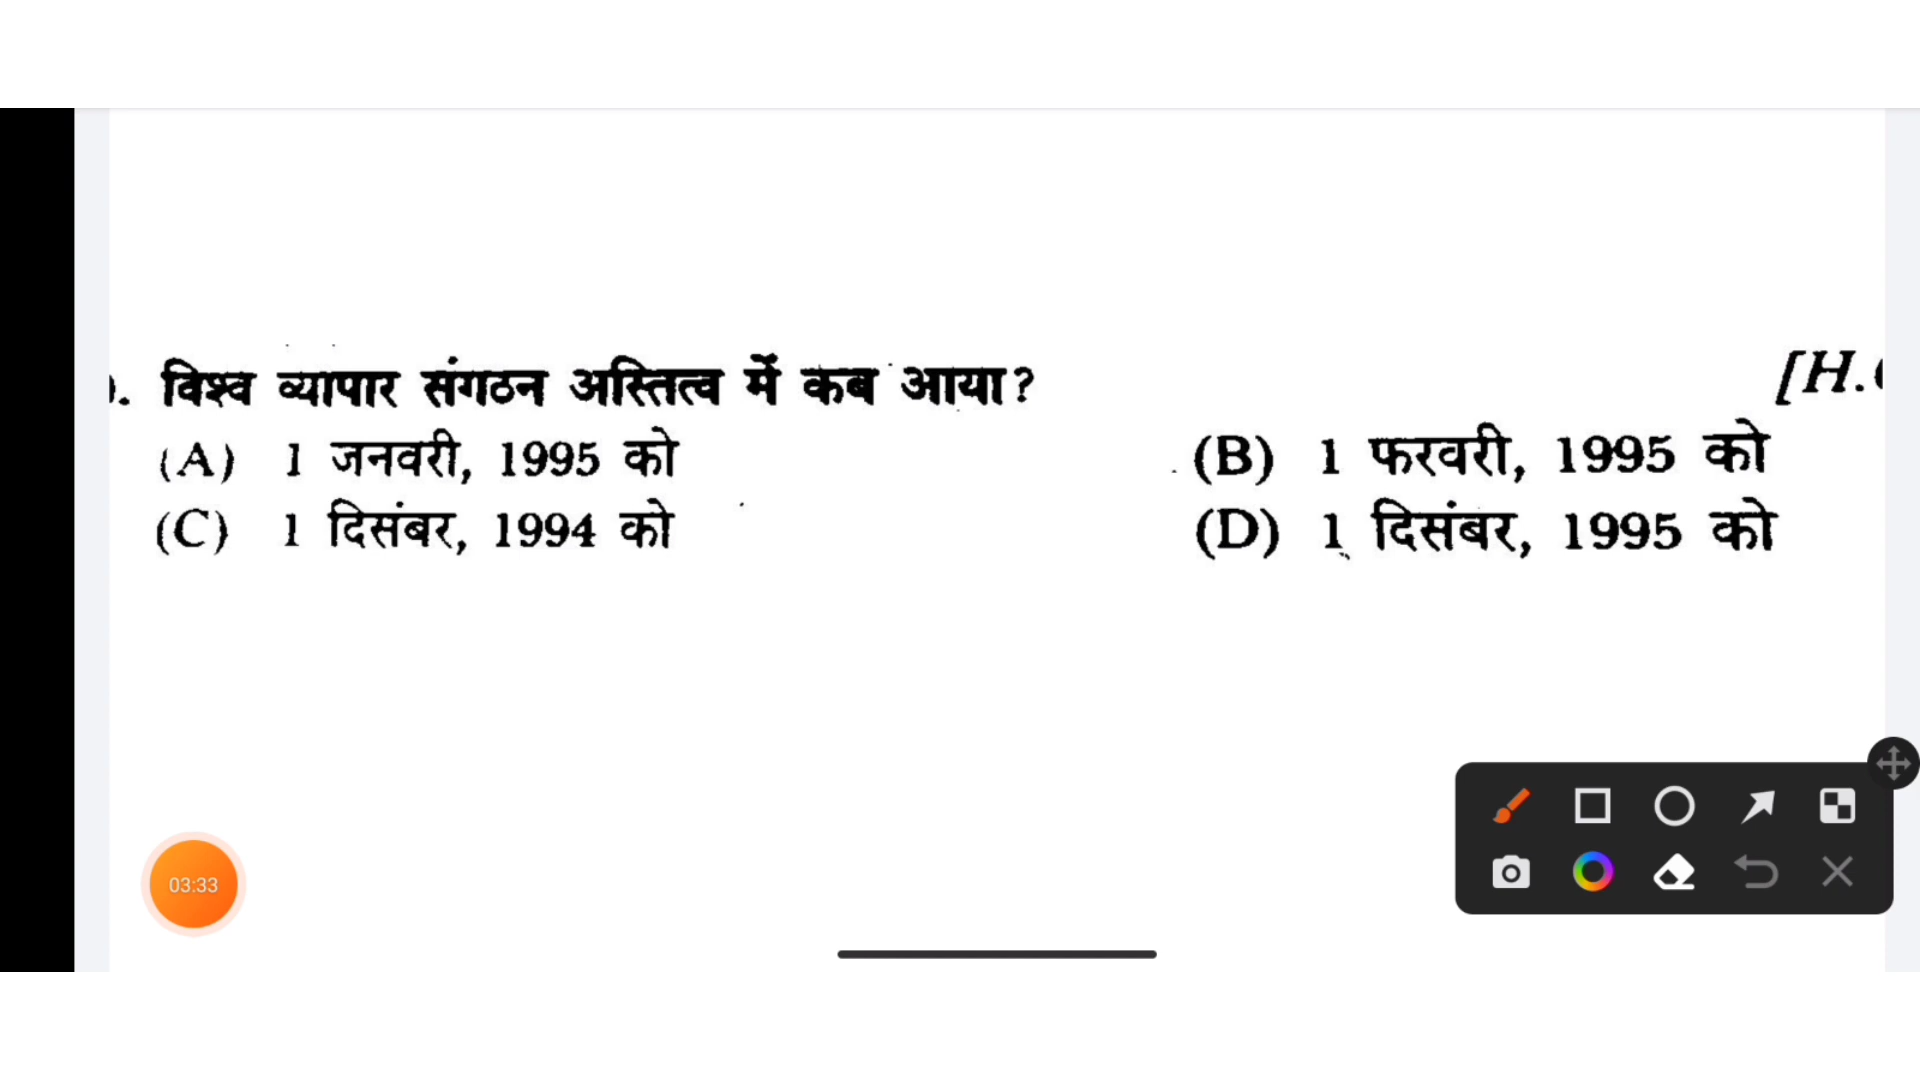 . विश्व व्यापार संगठन अस्तित्व में कब आया?
[H.
(A) 1 जनवरी, 1995 को
(B) 1 फरवरी, 1995 को
(C) 1 दिसंबर, 1994 को
(D) 1 दिसंबर, 1995 को
03:33